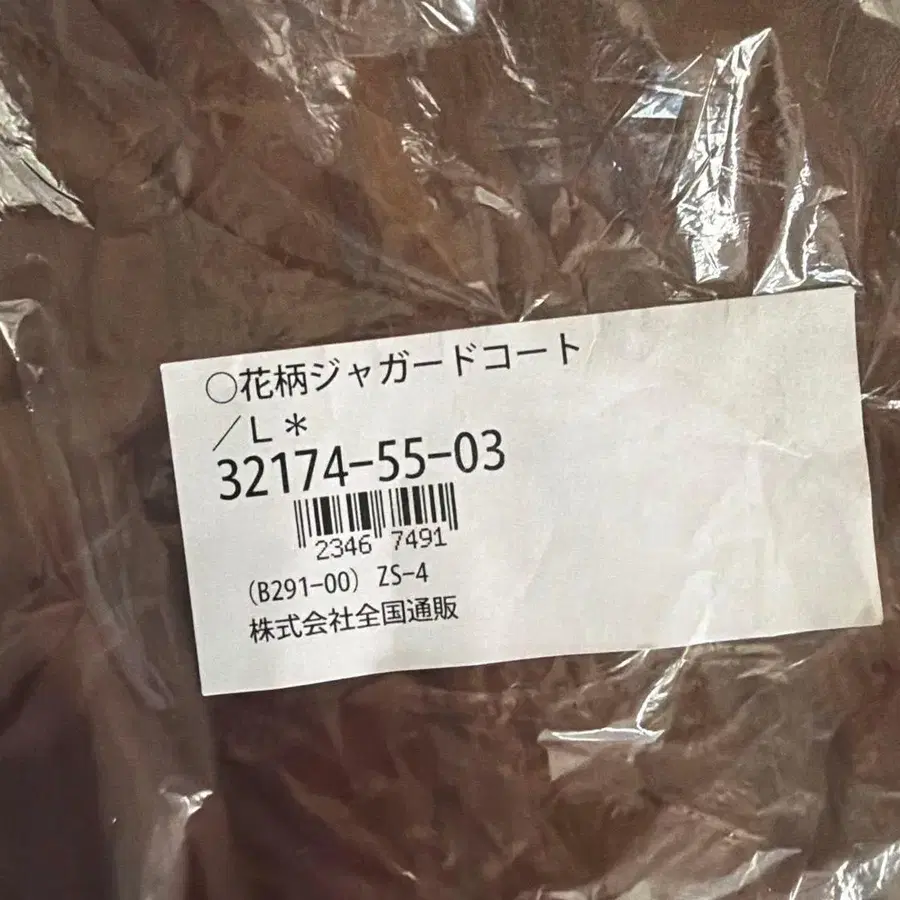 ○花柄ジャガードコート
／L＊
32174-55-03
2346 7491
(B291-00) ZS-4
株式会社全国通販